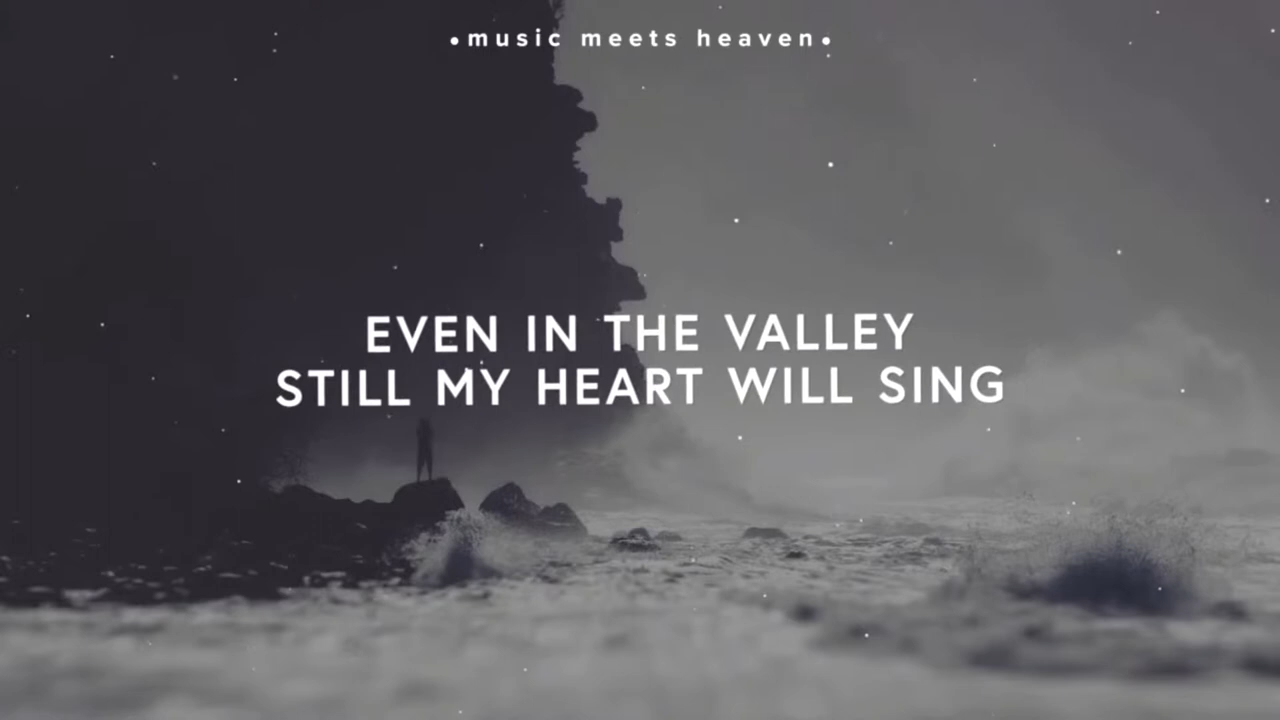 •music meets heaven•
EVEN IN THE VALLEY
STILL MY HEART WILL SING